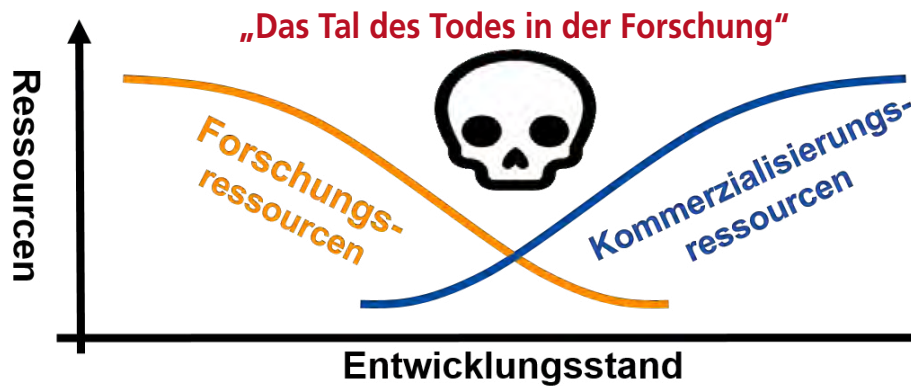 „Das Tal des Todes in der Forschung“
Ressourcen
Forschungs-
ressourcen
Kommerzialisierungs-
ressourcen
Entwicklungsstand